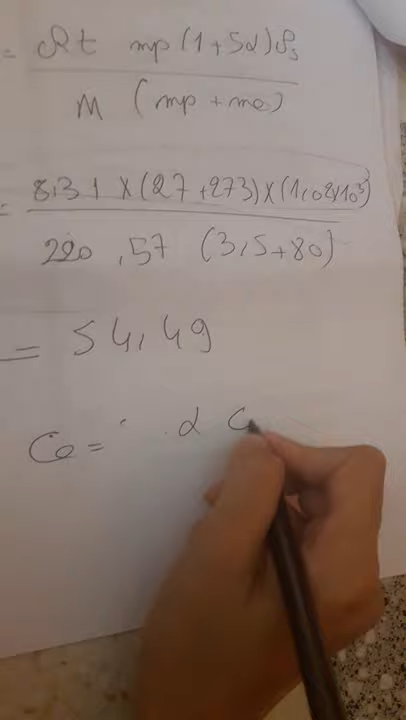 = Rt mp(1+5α)ρs
M (mp + me)
= 8,31 x (27+273) x (1,08x10³)
220,57 (3,5+80)
= 54,49
Ce = α C